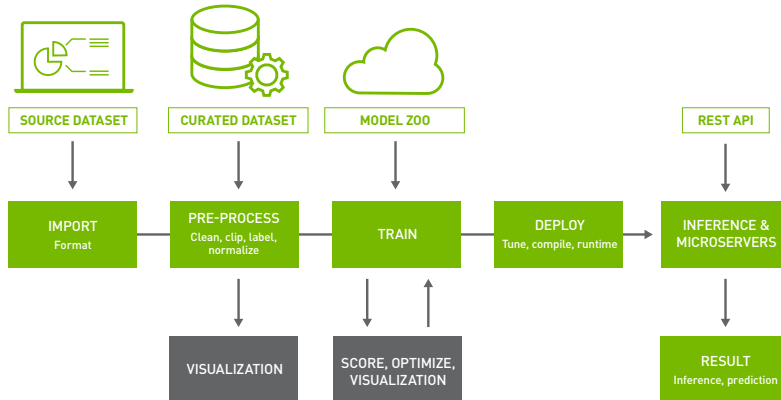 SOURCE DATASET
CURATED DATASET
MODEL ZOO
REST API
IMPORT
Format
PRE-PROCESS
Clean, clip, label,
normalize
TRAIN
DEPLOY
Tune, compile, runtime
INFERENCE &
MICROSERVERS
VISUALIZATION
SCORE, OPTIMIZE,
VISUALIZATION
RESULT
Inference, prediction